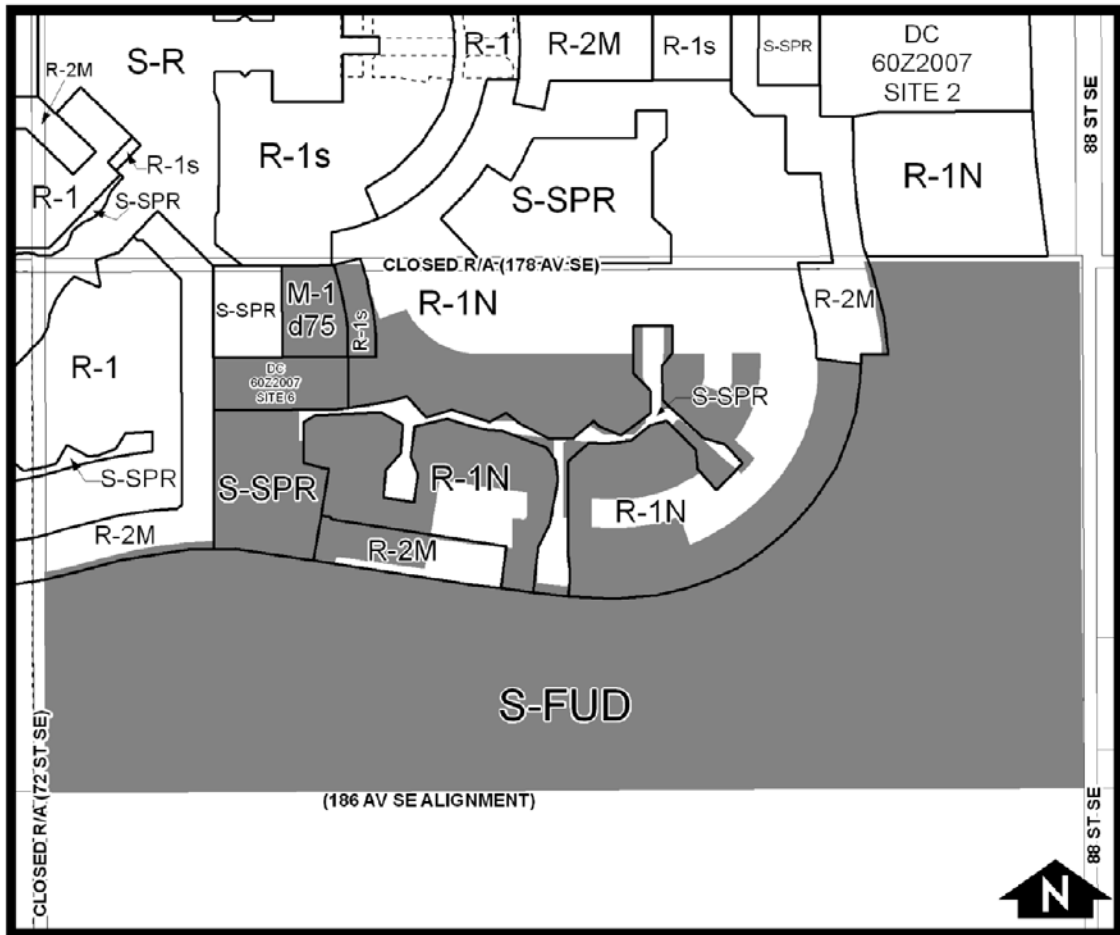 R-1
R-2M
R-1s
S-SPR
DC
60Z2007
SITE 2
S-R
R-2M
88 ST SE
R-1s
R-1s
R-1N
R-1
S-SPR
S-SPR
CLOSED R/A (178 AV SE)
M-1
d75
R-1s
S-SPR
R-1N
R-2M
R-1
DC
60Z2007
SITE 6
S-SPR
S-SPR
S-SPR
R-1N
R-1N
R-2M
R-2M
S-FUD
CLOSED R/A (72 ST SE)
(186 AV SE ALIGNMENT)
88 ST SE
N